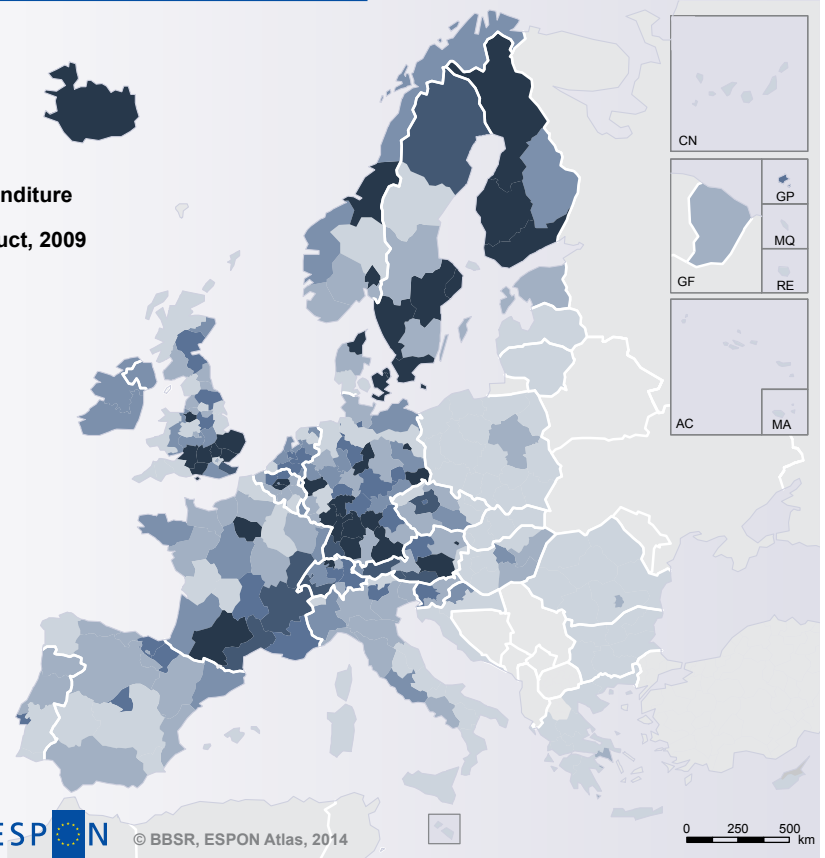 nditure
uct, 2009
CN
GP
MQ
GF
RE
AC
MA
ESPON
© BBSR, ESPON Atlas, 2014
0 250 500
km